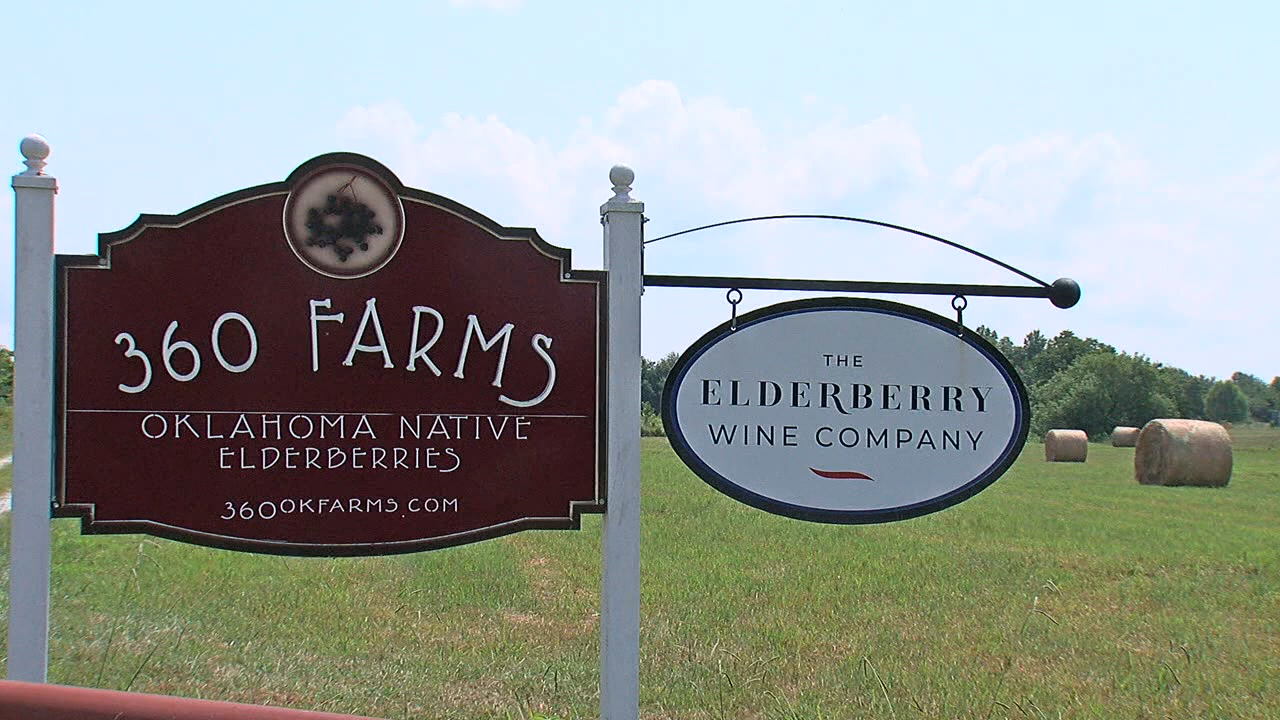 360 FARMS
OKLAHOMA NATIVE
ELDERBERRIES
360OKFARMS.COM
THE
ELDERBERRY
WINE COMPANY